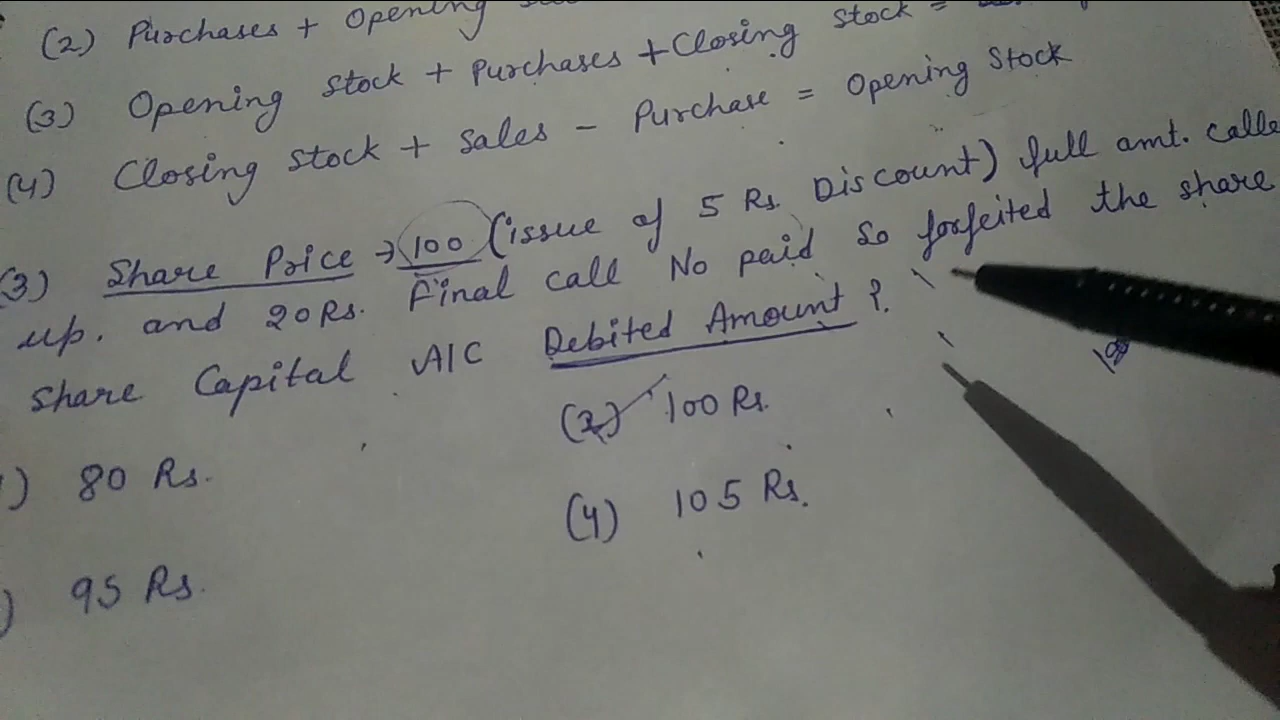 (2) Purchases + Opening
(3) Opening Stock + Purchases + Closing Stock =
(4) Closing Stock + Sales - Purchase = Opening Stock
(3) Share Price → 100 (issue of 5 Rs. Discount) full amt. calle
up. and 20 Rs. Final call No paid so forfeited the share
Share Capital A/C Debited Amount ?
) 80 Rs.
(2) 100 Rs.
) 95 Rs.
(4) 105 Rs.